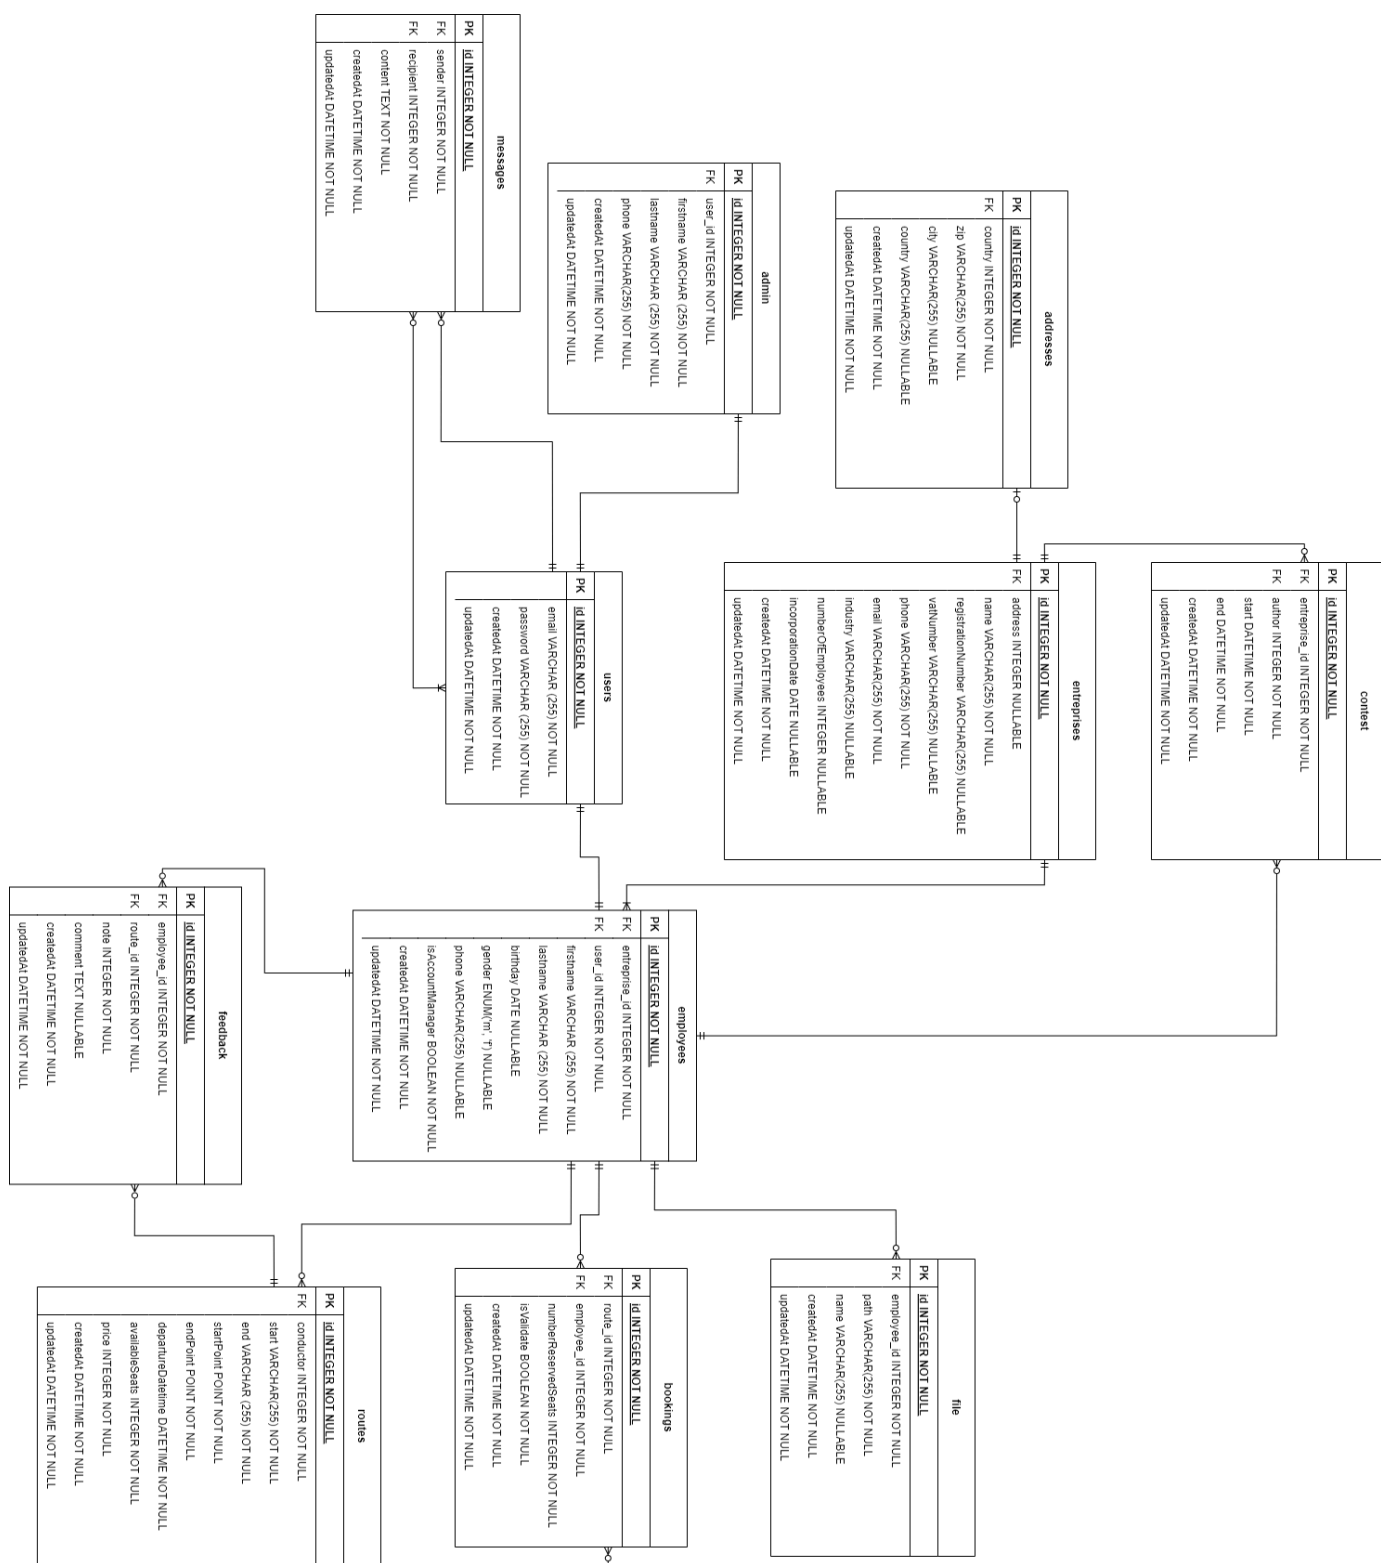 messages
PK id INTEGER NOT NULL
FK sender INTEGER NOT NULL
FK recipient INTEGER NOT NULL
content TEXT NOT NULL
createdAt DATETIME NOT NULL
updatedAt DATETIME NOT NULL
admin
PK id INTEGER NOT NULL
FK user_id INTEGER NOT NULL
firstname VARCHAR (255) NOT NULL
lastname VARCHAR (255) NOT NULL
phone VARCHAR(255) NOT NULL
createdAt DATETIME NOT NULL
updatedAt DATETIME NOT NULL
addresses
PK id INTEGER NOT NULL
FK country INTEGER NOT NULL
zip VARCHAR(255) NOT NULL
city VARCHAR(255) NULLABLE
country VARCHAR(255) NULLABLE
createdAt DATETIME NOT NULL
updatedAt DATETIME NOT NULL
contest
PK id INTEGER NOT NULL
FK entreprise_id INTEGER NOT NULL
FK author INTEGER NOT NULL
start DATETIME NOT NULL
end DATETIME NOT NULL
createdAt DATETIME NOT NULL
updatedAt DATETIME NOT NULL
entreprises
PK id INTEGER NOT NULL
FK address INTEGER NULLABLE
name VARCHAR(255) NOT NULL
registrationNumber VARCHAR(255) NULLABLE
vatNumber VARCHAR(255) NULLABLE
phone VARCHAR(255) NOT NULL
email VARCHAR(255) NOT NULL
industry VARCHAR(255) NULLABLE
numberOfEmployees INTEGER NULLABLE
incorporationDate DATE NULLABLE
createdAt DATETIME NOT NULL
updatedAt DATETIME NOT NULL
users
PK id INTEGER NOT NULL
email VARCHAR (255) NOT NULL
password VARCHAR (255) NOT NULL
createdAt DATETIME NOT NULL
updatedAt DATETIME NOT NULL
employees
PK id INTEGER NOT NULL
FK entreprise_id INTEGER NOT NULL
FK user_id INTEGER NOT NULL
firstname VARCHAR (255) NOT NULL
lastname VARCHAR (255) NOT NULL
birthday DATE NULLABLE
gender ENUM('m', 'f') NULLABLE
phone VARCHAR(255) NULLABLE
isAccountManager BOOLEAN NOT NULL
createdAt DATETIME NOT NULL
updatedAt DATETIME NOT NULL
feedback
PK id INTEGER NOT NULL
FK employee_id INTEGER NOT NULL
FK route_id INTEGER NOT NULL
note INTEGER NOT NULL
comment TEXT NULLABLE
createdAt DATETIME NOT NULL
updatedAt DATETIME NOT NULL
file
PK id INTEGER NOT NULL
FK employee_id INTEGER NOT NULL
path VARCHAR(255) NOT NULL
name VARCHAR(255) NULLABLE
createdAt DATETIME NOT NULL
updatedAt DATETIME NOT NULL
bookings
PK id INTEGER NOT NULL
FK route_id INTEGER NOT NULL
FK employee_id INTEGER NOT NULL
numberReservedSeats INTEGER NOT NULL
isValidate BOOLEAN NOT NULL
createdAt DATETIME NOT NULL
updatedAt DATETIME NOT NULL
routes
PK id INTEGER NOT NULL
FK conductor INTEGER NOT NULL
start VARCHAR(255) NOT NULL
end VARCHAR (255) NOT NULL
startPoint POINT NOT NULL
endPoint POINT NOT NULL
departureDatetime DATETIME NOT NULL
availableSeats INTEGER NOT NULL
price INTEGER NOT NULL
createdAt DATETIME NOT NULL
updatedAt DATETIME NOT NULL